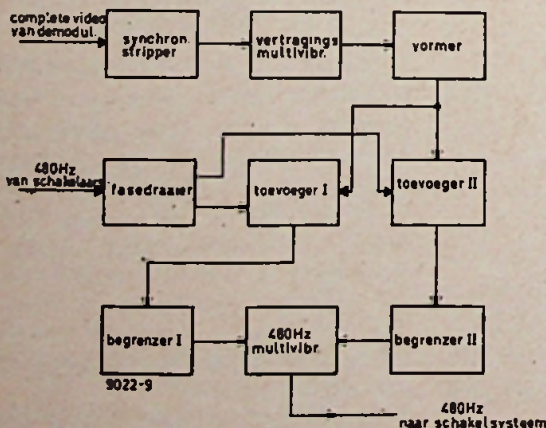 complete video
van demodul.
synchron.
stripper
vertragings
multivibr.
vormer
480Hz
van schakelaars
fasedraaier
toevoeger I
toevoeger II
begrenzer I
480Hz
multivibr.
begrenzer II
9022-9
480Hz
naar schakelsysteem